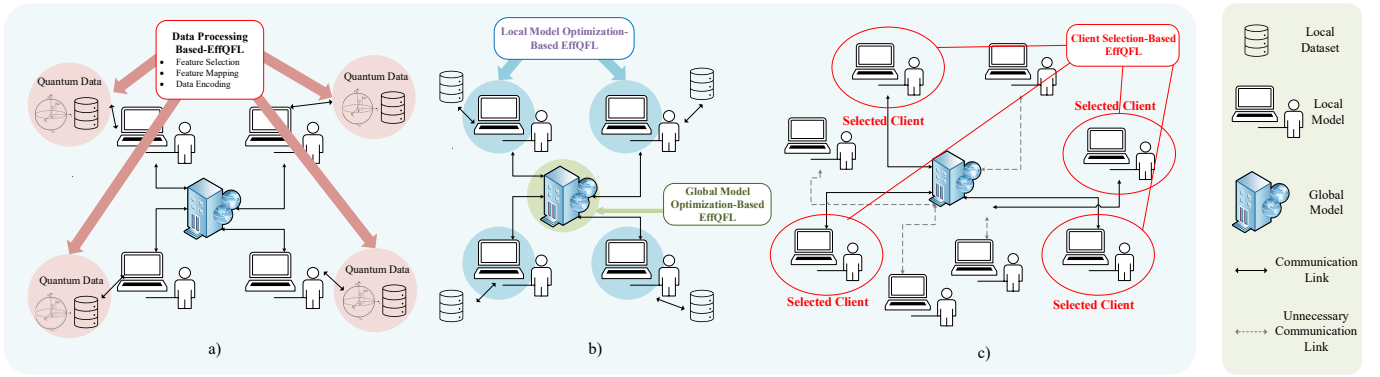 Data Processing
Based-EffQFL
• Feature Selection
• Feature Mapping
• Data Encoding
Quantum Data
Quantum Data
Quantum Data
Quantum Data
a)
Local Model Optimization-
Based EffQFL
Global Model
Optimization-Based
EffQFL
b)
Client Selection-Based
EffQFL
Selected Client
Selected Client
Selected Client
Selected Client
c)
Local
Dataset
Local
Model
Global
Model
Communication
Link
Unnecessary
Communication
Link